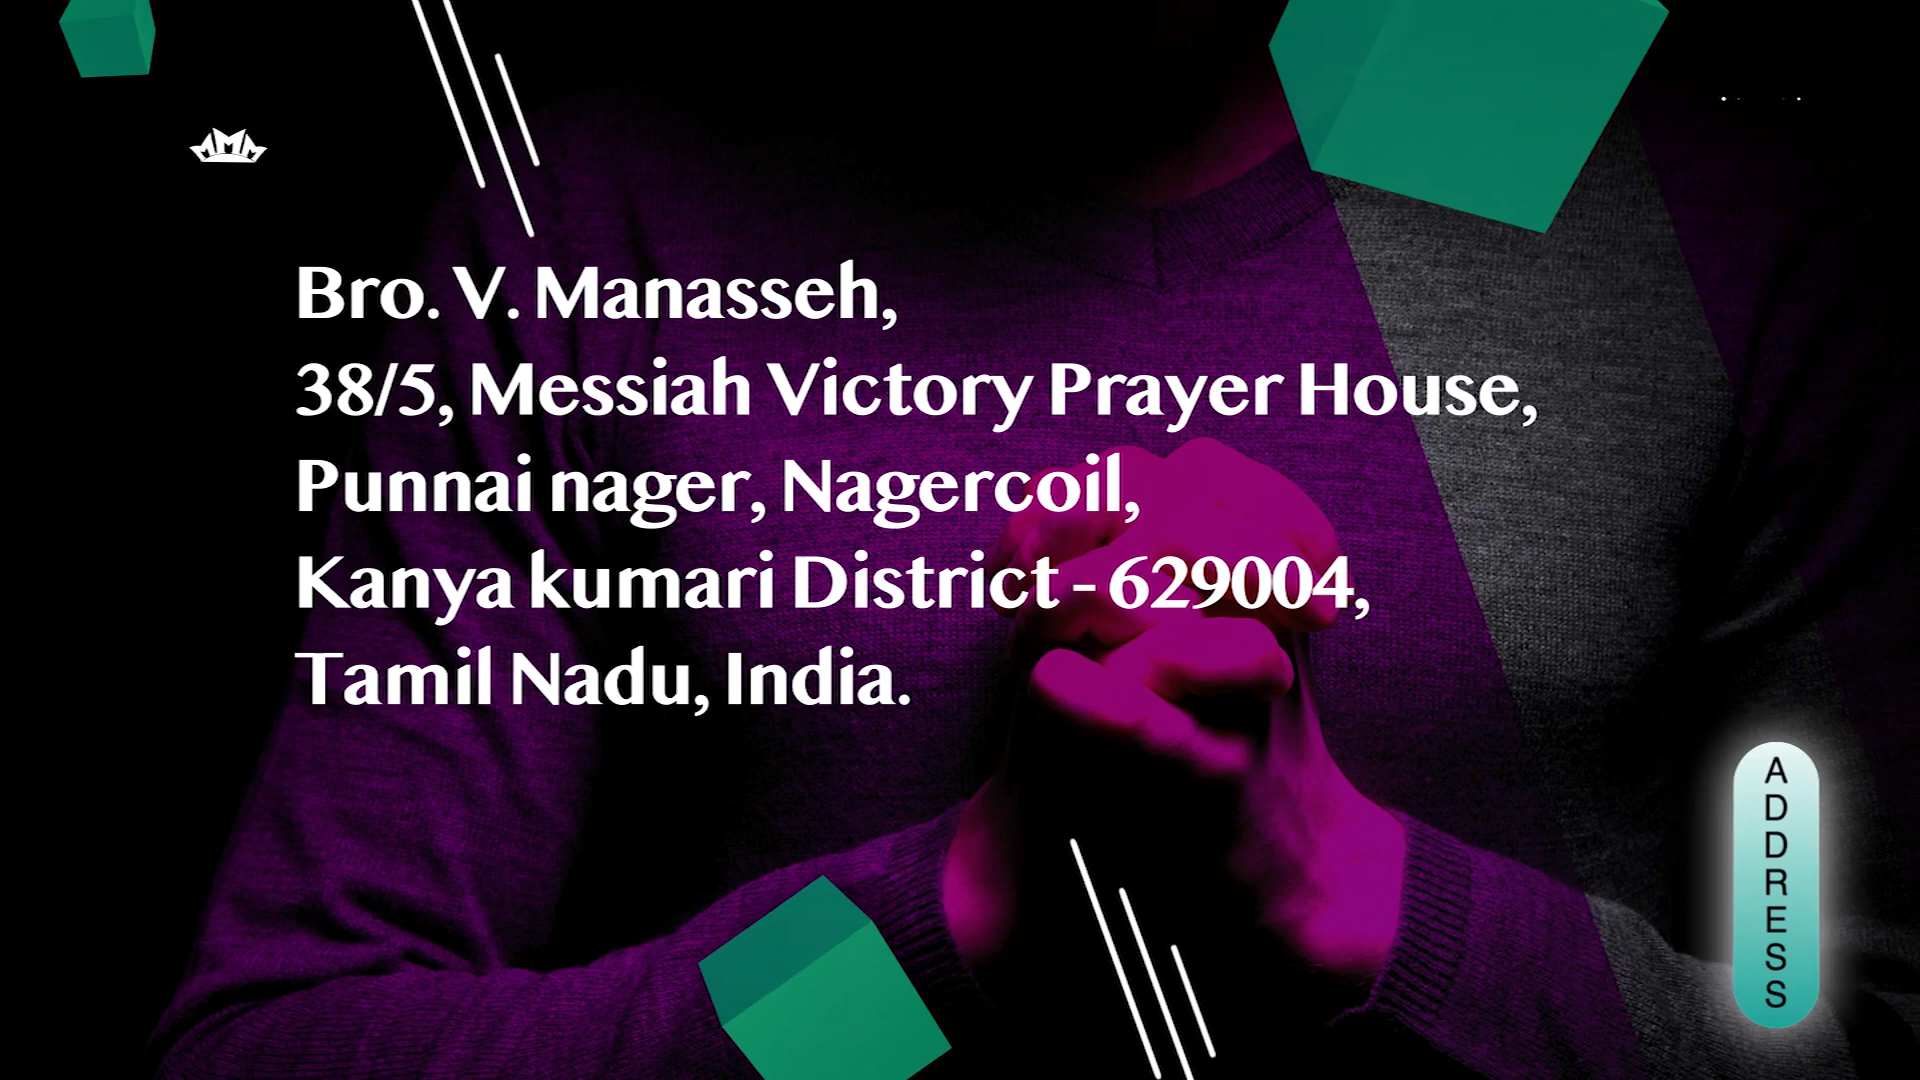 MMM
Bro. V. Manasseh,
38/5, Messiah Victory Prayer House,
Punnai nager, Nagercoil,
Kanya kumari District - 629004,
Tamil Nadu, India.
ADDRESS